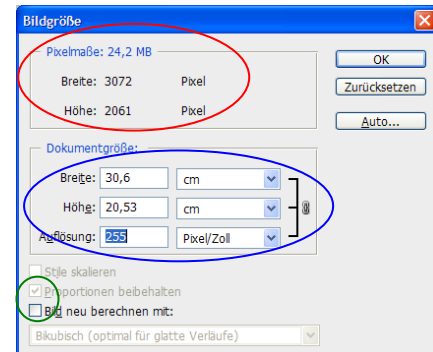 Bildgröße
Pixelmaße: 24,2 MB
OK
Breite: 3072 Pixel
Zurücksetzen
Höhe: 2061 Pixel
Auto...
Dokumentgröße:
Breite: 30,6 cm
Höhe: 20,53 cm
Auflösung: 255 Pixel/Zoll
Stile skalieren
Proportionen beibehalten
Bild neu berechnen mit:
Bikubisch (optimal für glatte Verläufe)